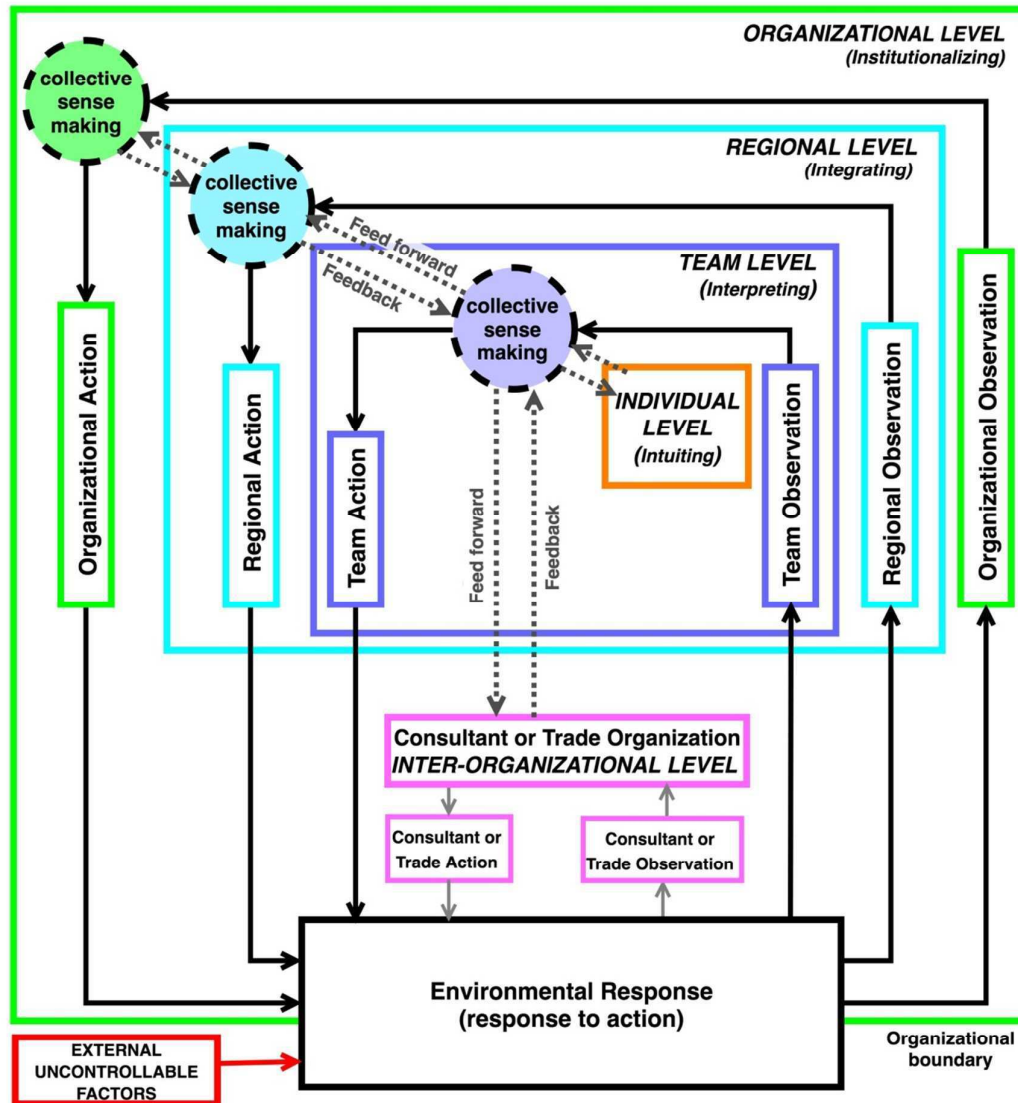 ORGANIZATIONAL LEVEL
(Institutionalizing)
collective
sense
making
REGIONAL LEVEL
(Integrating)
collective
sense
making
Feed forward
Feedback
TEAM LEVEL
(Interpreting)
collective
sense
making
INDIVIDUAL
LEVEL
(Intuiting)
Organizational Action
Regional Action
Team Action
Feed forward
Feedback
Team Observation
Regional Observation
Organizational Observation
Consultant or Trade Organization
INTER-ORGANIZATIONAL LEVEL
Consultant or
Trade Action
Consultant or
Trade Observation
Environmental Response
(response to action)
Organizational
boundary
EXTERNAL
UNCONTROLLABLE
FACTORS